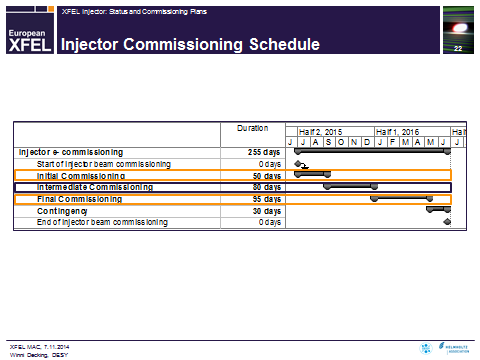 XFEL Injector: Status and Commissioning Plans
European
XFEL
Injector Commissioning Schedule
22
Duration
Half 2, 2015 Half 1, 2016 Half
J J A S O N D J F M A M J J
Injector e- commissioning 255 days
Start of injector beam commissioning 0 days
Initial Commissioning 50 days
Intermediate Commissioning 80 days
Final Commissioning 95 days
Contingency 30 days
End of injector beam commissioning 0 days
XFEL MAC, 7.11.2014
Winni Decking, DESY
HELMHOLTZ
ASSOCIATION